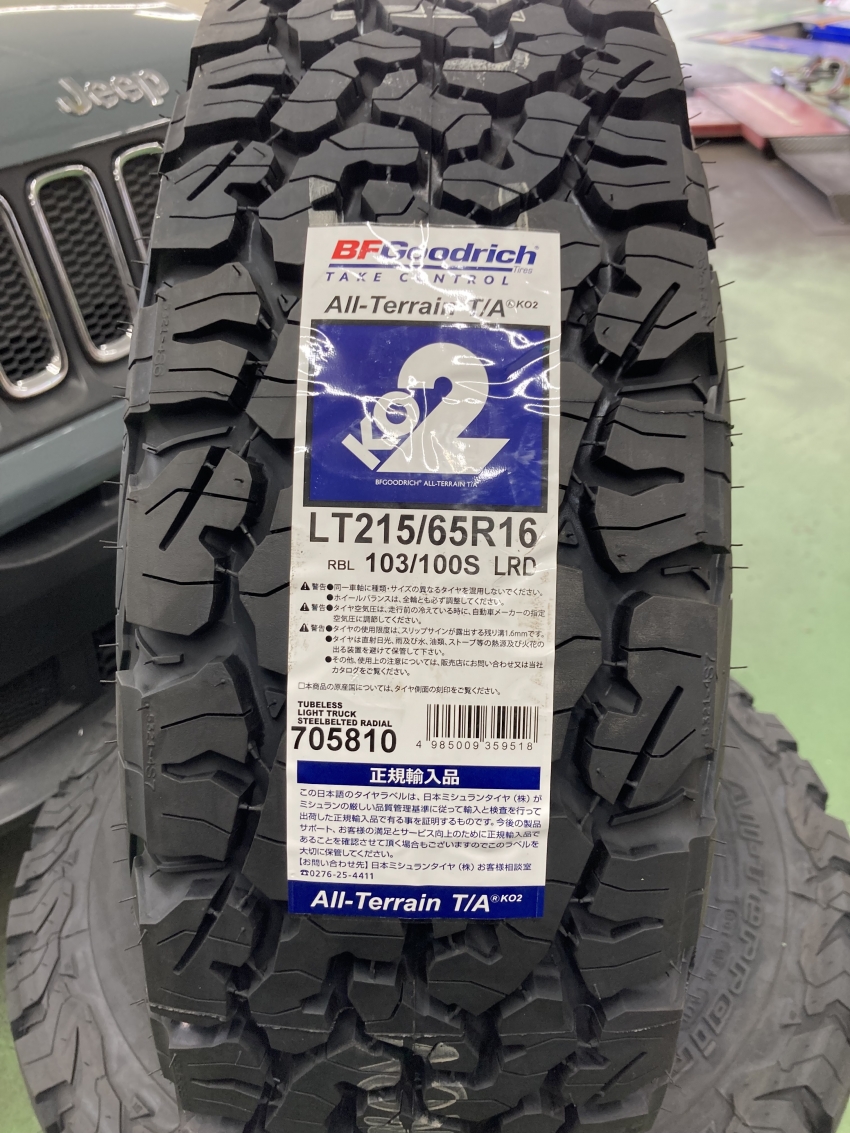 Jeep
BFGoodrich®
Tires
TAKE CONTROL
All-Terrain T/A®KO2
KO2
BFGOODRICH® ALL-TERRAIN T/A
LT215/65R16
RBL 103/100S LRD
⚠警告●同一車軸に種類・サイズの異なるタイヤを混用しないでください。
●ホイールバランスは、全輪とも必ず調整してください。
⚠警告●タイヤ空気圧は、走行前の冷えている時に、自動車メーカーの指定
空気圧に調節してください。
⚠警告●タイヤの使用限度は、スリップサインが露出する残り溝1.6mmです。
●タイヤは直射日光、雨及び水、油類、ストーブ等の熱源及び火花の
出る装置を避けて保管して下さい。
●その他、使用上の注意については、販売店にお問い合わせ又は当社
カタログをご覧ください。
□本商品の原産国については、タイヤ側面の刻印をご覧ください。
TUBELESS
LIGHT TRUCK
STEELBELTED RADIAL
705810
4 985009 359518
正規輸入品
この日本語のタイヤラベルは、日本ミシュランタイヤ(株)が
ミシュランの厳しい品質管理基準に従って輸入と検査を行って
出荷した正規輸入品で有る事を証明するものです。今後の製品
サポート、お客様の満足とサービス向上のために正規輸入品で
あることを確認させて頂く場合もございますのでこのラベルを
大切に保管してください。
【お問い合わせ先】日本ミシュランタイヤ(株)お客様相談室
☎0276-25-4411
All-Terrain T/A®KO2